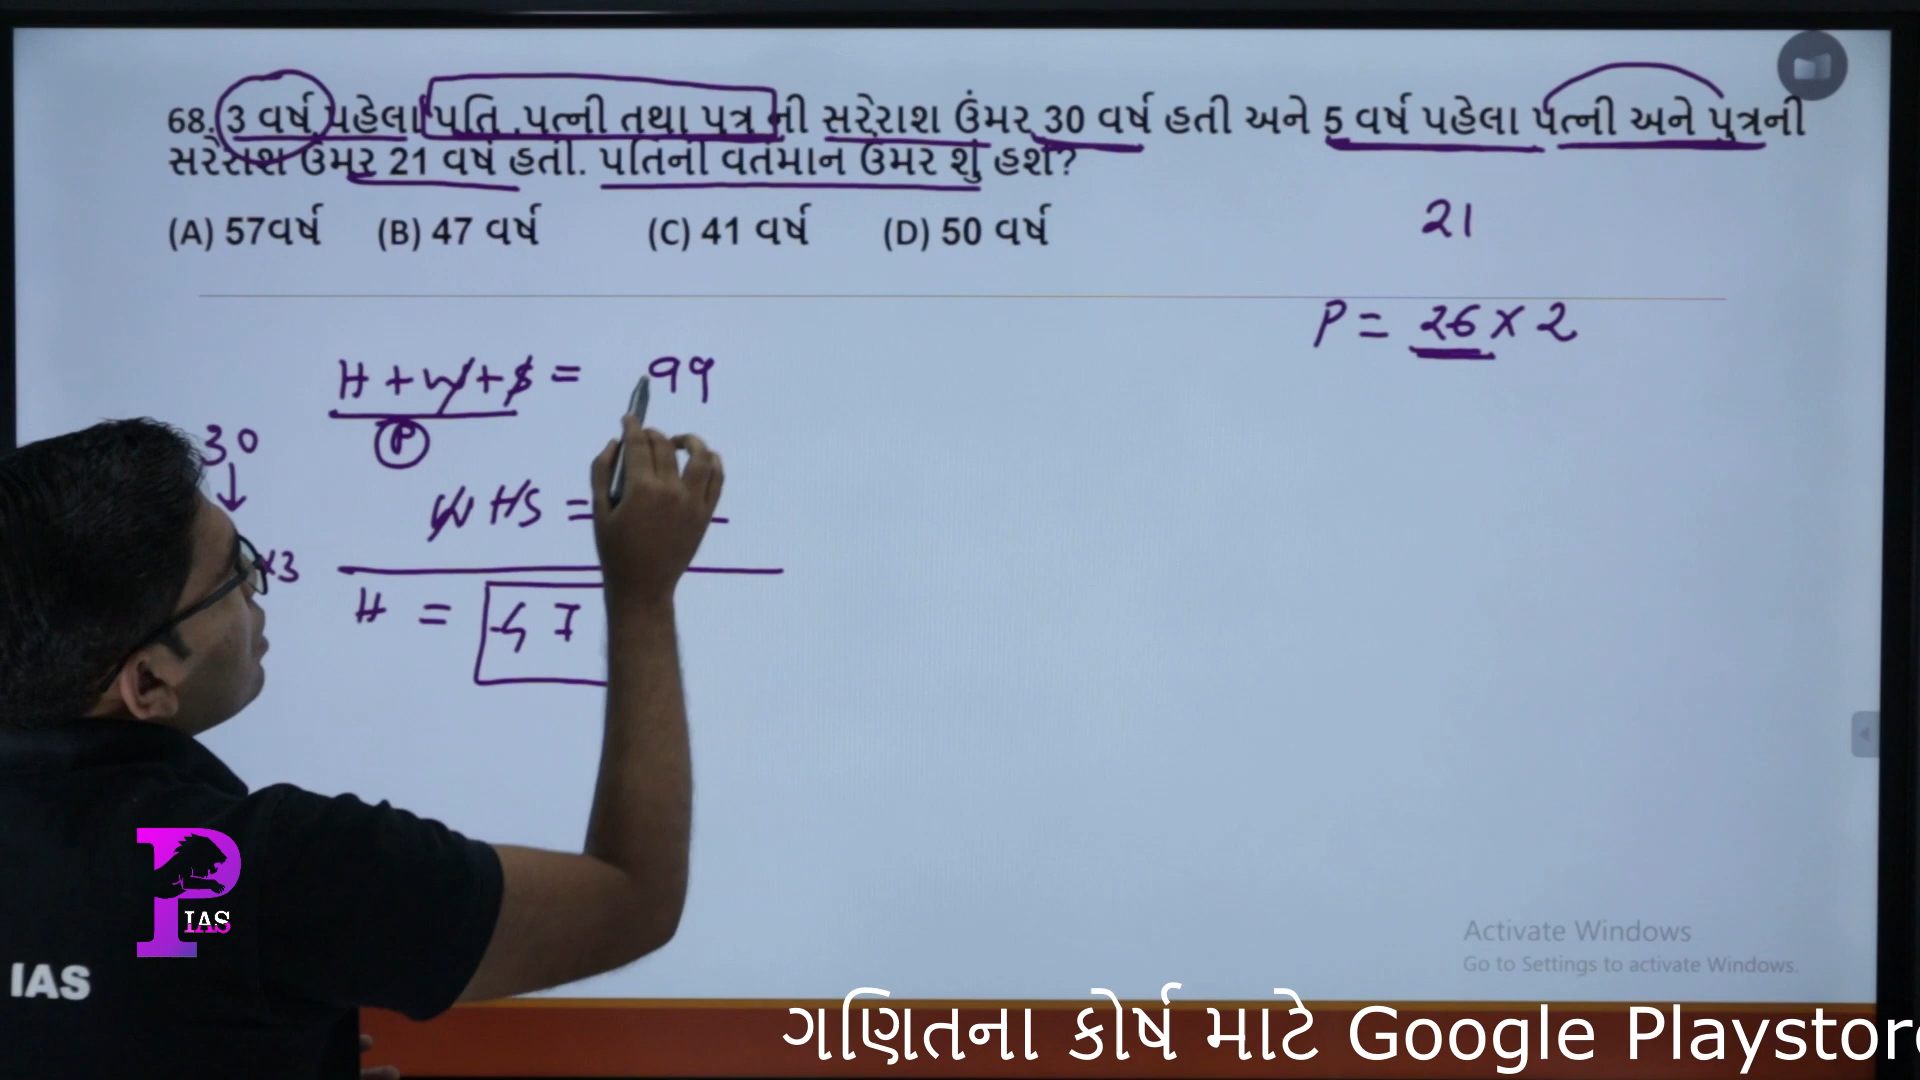 68. 3 વર્ષ પહેલા પતિ ,પત્ની તથા પત્ર ની સરેરાશ ઉંમર 30 વર્ષ હતી અને 5 વર્ષ પહેલા પત્ની અને પુત્રની
સરેરાશ ઉંમર 21 વર્ષ હતી. પતિની વર્તમાન ઉંમર શું હશે?
(A) 57વર્ષ (B) 47 વર્ષ (C) 41 વર્ષ (D) 50 વર્ષ
21
P = 26 x 2
H + W + S = 99
P
30
W + S =
x3
H = 47
P
IAS
IAS
Activate Windows
Go to Settings to activate Windows.
ગણિતના કોર્ષ માટે Google Playstore